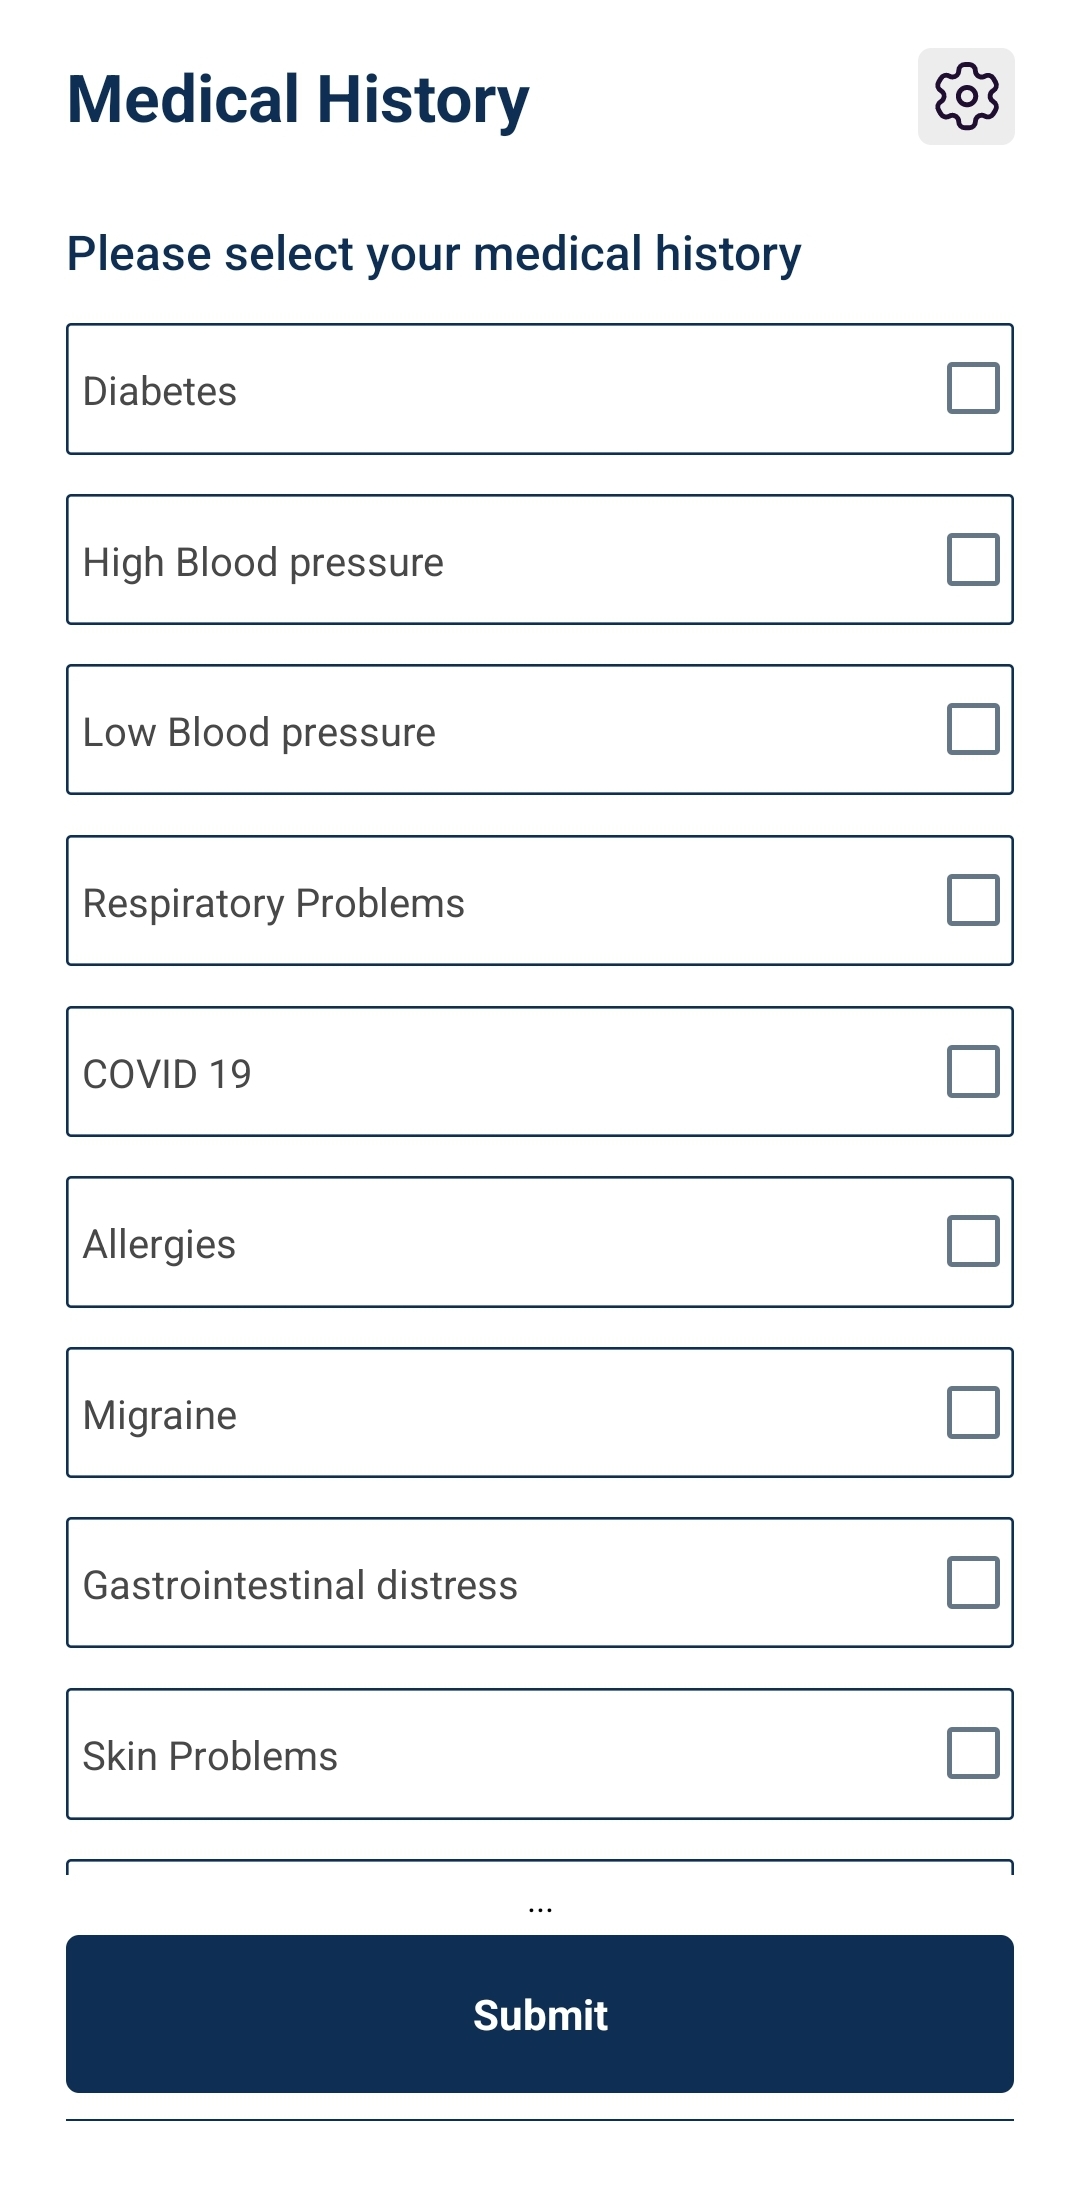 Medical History
Please select your medical history
Diabetes
High Blood pressure
Low Blood pressure
Respiratory Problems
COVID 19
Allergies
Migraine
Gastrointestinal distress
Skin Problems
...
Submit